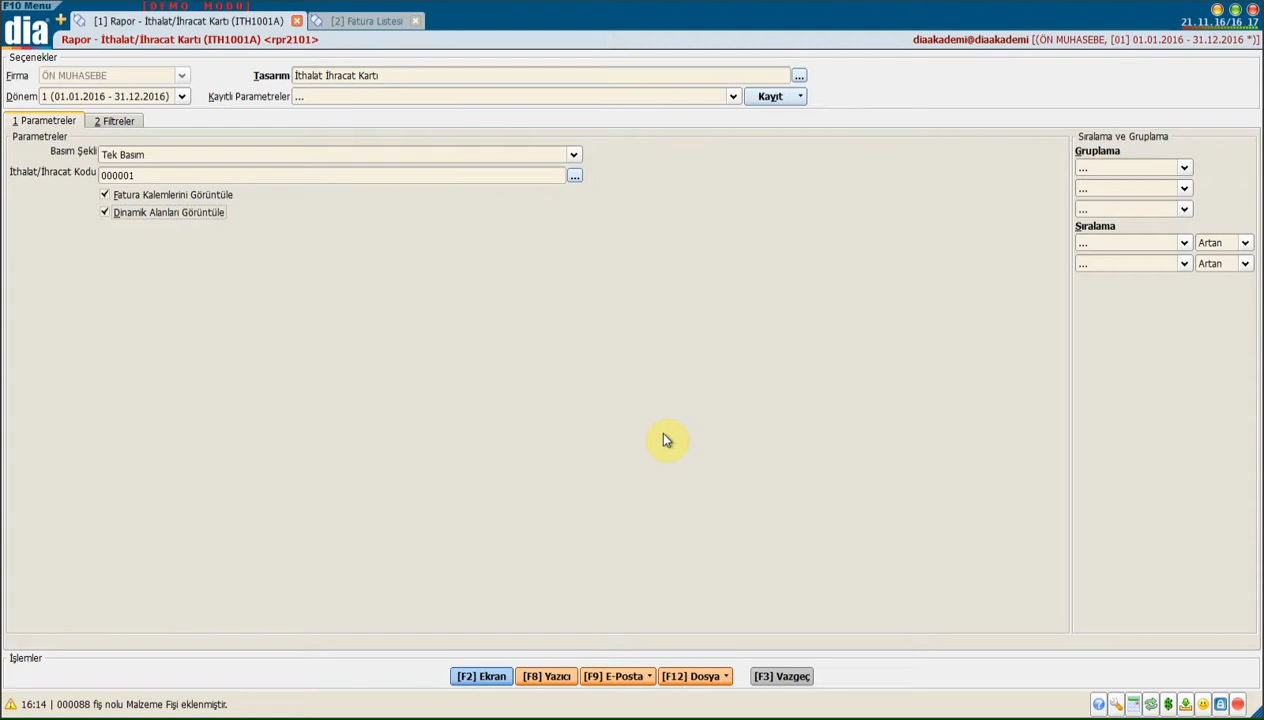 F10 Menu
[ D E M O - M O D U ]
dia
[1] Rapor - İthalat/İhracat Kartı (ITH1001A)
[2] Fatura Listesi
21.11.16/16 17
Rapor - İthalat/İhracat Kartı (ITH1001A) <rpr2101>
diaakademi@diaakademi [(ÖN MUHASEBE, [01] 01.01.2016 - 31.12.2016 *)]
Seçenekler
Firma ÖN MUHASEBE Tasarım İthalat İhracat Kartı ...
Dönem 1 (01.01.2016 - 31.12.2016) Kayıtlı Parametreler ... Kayıt
1 Parametreler 2 Filtreler
Parametreler
Basım Şekli Tek Basım
İthalat/İhracat Kodu 000001 ...
Fatura Kalemlerini Görüntüle
Dinamik Alanları Görüntüle
Sıralama ve Gruplama
Gruplama
...
...
...
Sıralama
... Artan
... Artan
İşlemler
[F2] Ekran [F8] Yazıcı [F9] E-Posta [F12] Dosya [F3] Vazgeç
16:14 | 000088 fiş nolu Malzeme Fişi eklenmiştir.